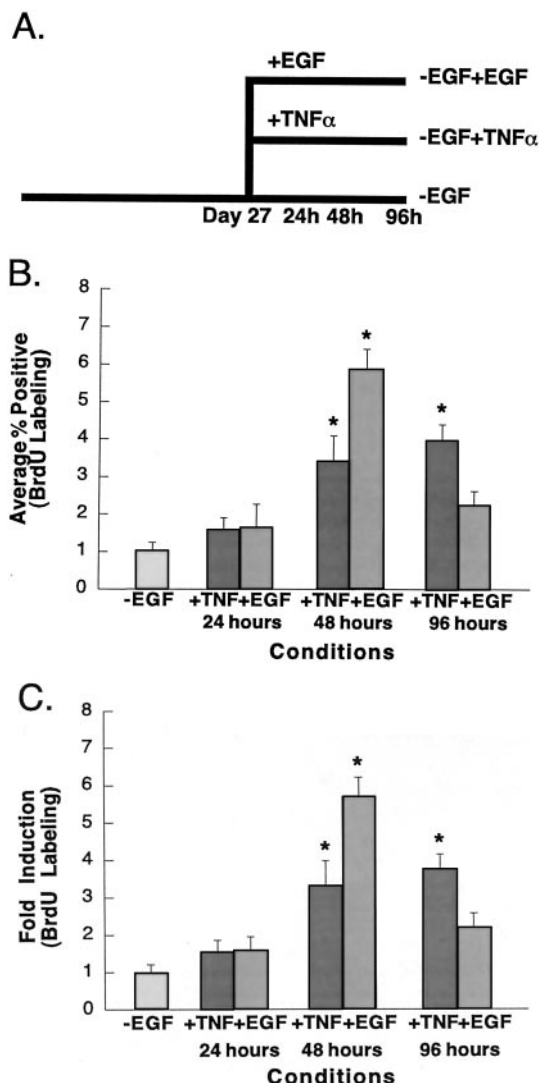 A.
+EGF
-EGF+EGF
+TNFα
-EGF+TNFα
-EGF
Day 27 24h 48h 96h
B.
Average % Positive
(BrdU Labeling)
8
7
6
5
4
3
2
1
0
*
*
*
-EGF +TNF+EGF +TNF+EGF +TNF+EGF
24 hours 48 hours 96 hours
Conditions
C.
Fold Induction
(BrdU Labeling)
8
7
6
5
4
3
2
1
0
*
*
*
-EGF +TNF+EGF +TNF+EGF +TNF+EGF
24 hours 48 hours 96 hours
Conditions